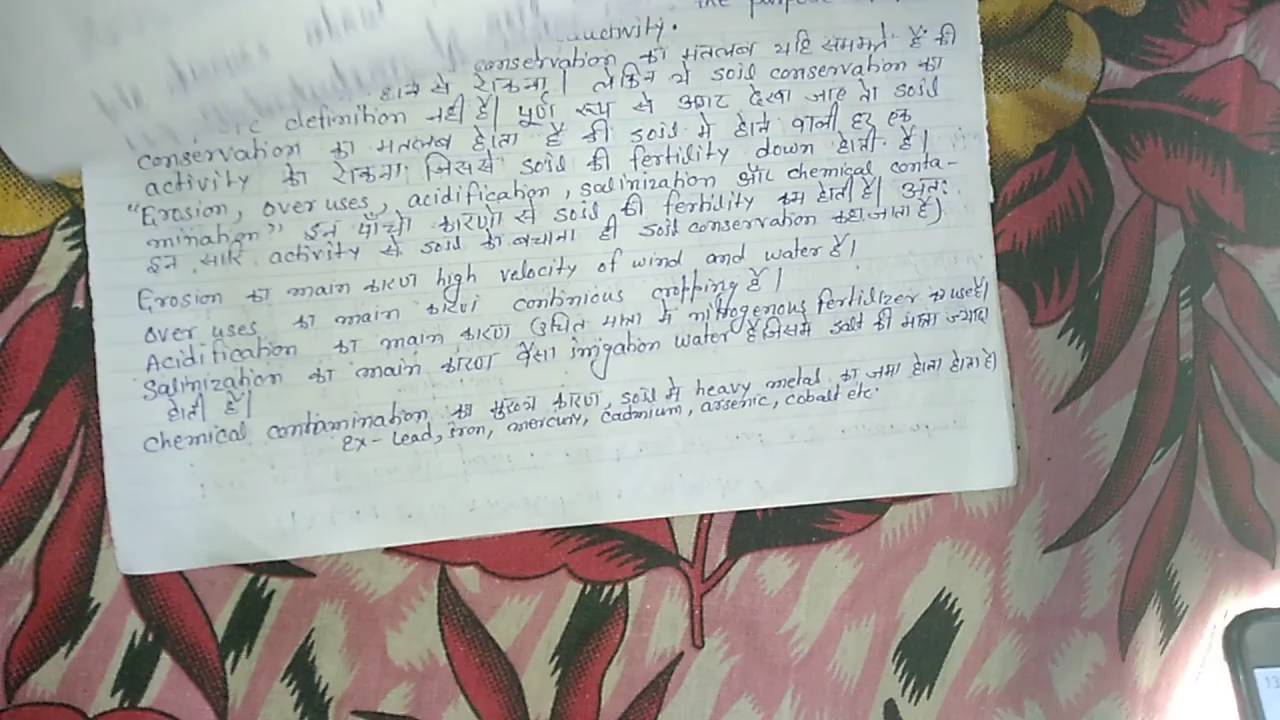 the purpose
uctivity.
conservation का मतलब यहि समझते हैं की
होने से रोकना। लेकिन ये soil conservation का
definition नही है। पूर्ण रूप से अगर देखा जाए तो soil
conservation का मतलब होता है की soil मे होने वाली हर एक
activity को रोकना जिससे soil की fertility down होती है।
"Erosion, over uses, acidification, salinization और chemical conta-
mination" इन पाँचो कारणो से soil की fertility कम होती है। अतः
इन सारे activity से soil को बचाना ही soil conservation कहा जाता है)
Erosion का main कारण high velocity of wind and water है।
over uses का main कारण continious cropping है।
Acidification का main कारण उचित मात्रा मे nitrogenous fertilizer का use है।
Salinization का main कारण वैसा irrigation water है जिसमे salt की मात्रा ज्यादा
होती है।
chemical contamination का कारण, soil मे heavy metal का जमा होना होता है।
Ex- Lead, iron, mercury, cadmium, arsenic, cobalt etc.
13